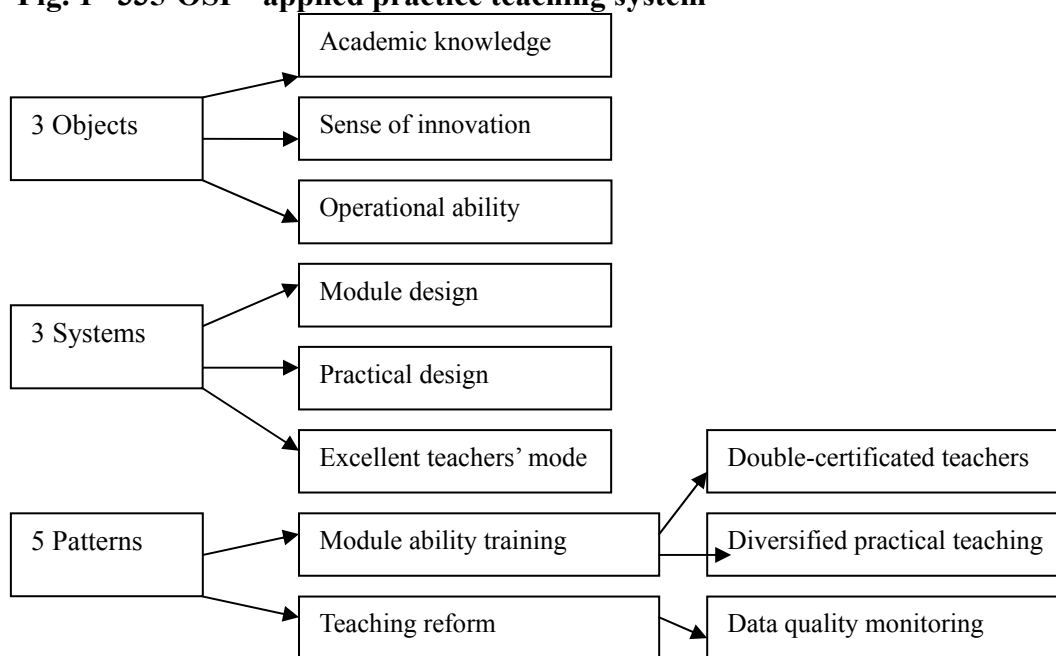 Fig. 1 "335-OSP" applied practice teaching system
Academic knowledge
3 Objects
Sense of innovation
Operational ability
Module design
3 Systems
Practical design
Excellent teachers’ mode
Double-certificated teachers
5 Patterns
Module ability training
Diversified practical teaching
Teaching reform
Data quality monitoring